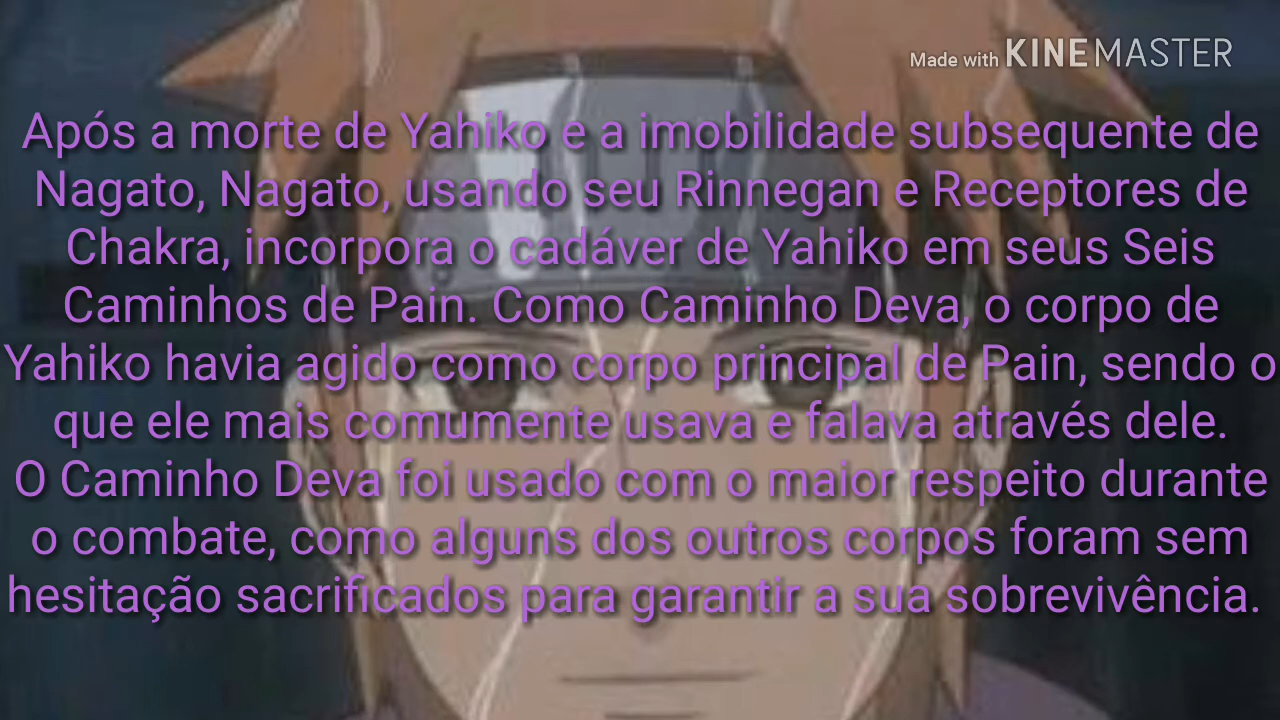 Made with KINEMASTER
Após a morte de Yahiko e a imobilidade subsequente de
Nagato, Nagato, usando seu Rinnegan e Receptores de
Chakra, incorpora o cadáver de Yahiko em seus Seis
Caminhos de Pain. Como Caminho Deva, o corpo de
Yahiko havia agido como corpo principal de Pain, sendo o
que ele mais comumente usava e falava através dele.
O Caminho Deva foi usado com o maior respeito durante
o combate, como alguns dos outros corpos foram sem
hesitação sacrificados para garantir a sua sobrevivência.